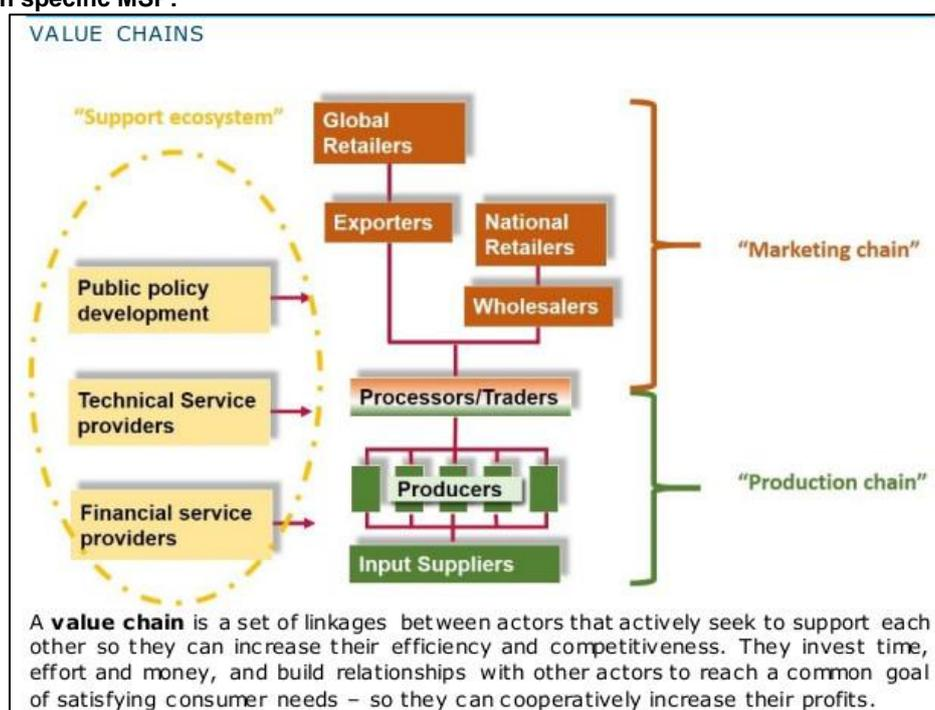 VALUE CHAINS
"Support ecosystem"
Global
Retailers
Exporters
National
Retailers
"Marketing chain"
Public policy
development
Wholesalers
Technical Service
providers
Processors/Traders
Financial service
providers
Producers
"Production chain"
Input Suppliers
A value chain is a set of linkages between actors that actively seek to support each
other so they can increase their efficiency and competitiveness. They invest time,
effort and money, and build relationships with other actors to reach a common goal
of satisfying consumer needs – so they can cooperatively increase their profits.